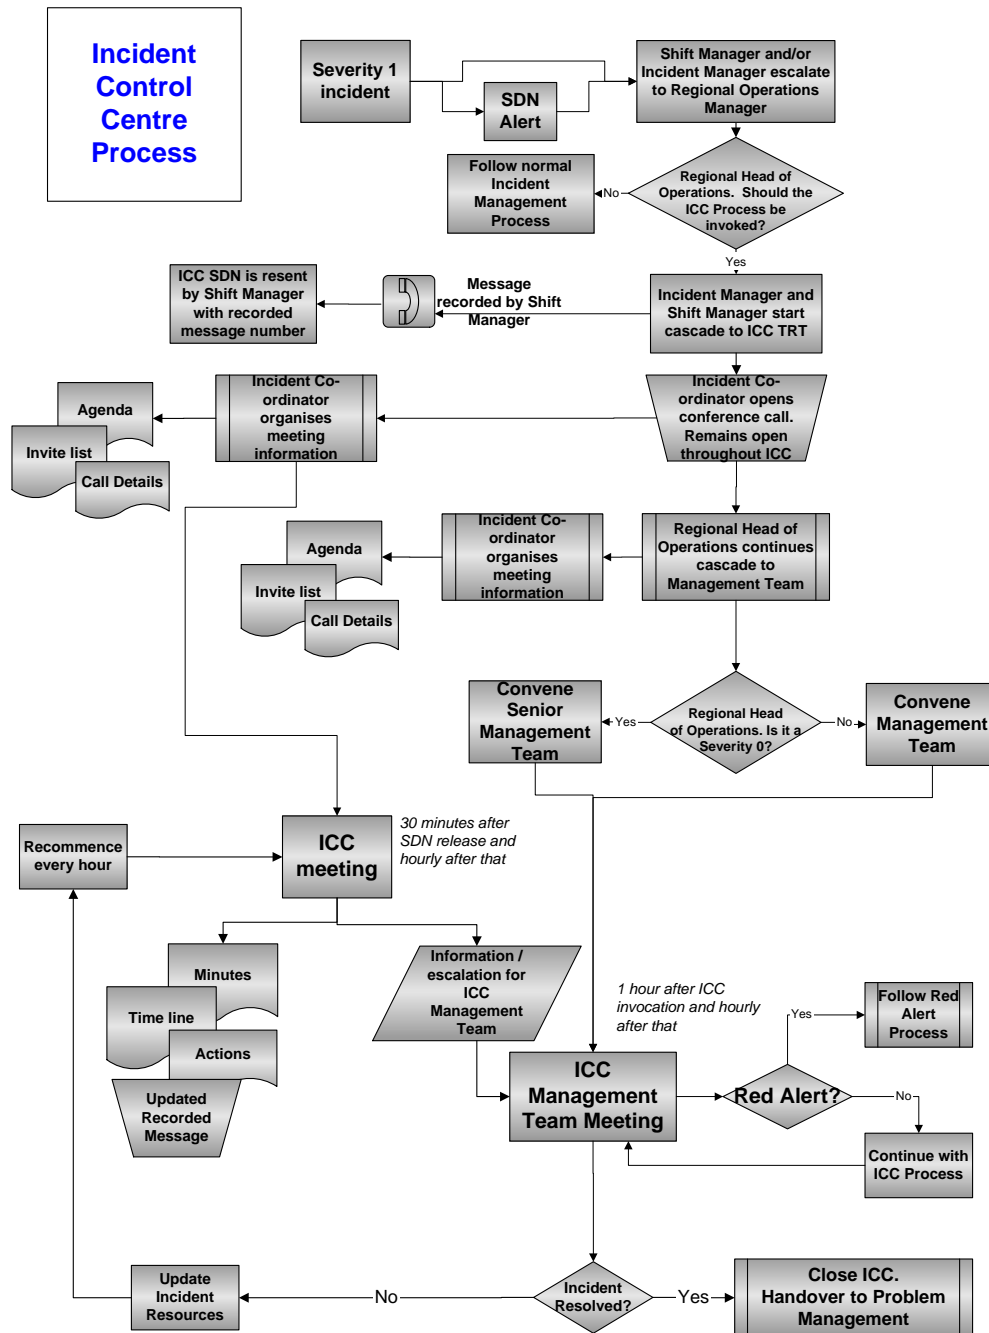 Incident
Control
Centre
Process
Severity 1
incident
SDN
Alert
Shift Manager and/or
Incident Manager escalate
to Regional Operations
Manager
Follow normal
Incident
Management
Process
No
Regional Head of
Operations.  Should the
ICC Process be
invoked?
Yes
ICC SDN is resent
by Shift Manager
with recorded
message number
Message
recorded by Shift
Manager
Incident Manager and
Shift Manager start
cascade to ICC TRT
Agenda
Invite list
Call Details
Incident Co-
ordinator
organises
meeting
information
Incident Co-
ordinator opens
conference call.
Remains open
throughout ICC
Agenda
Invite list
Call Details
Incident Co-
ordinator
organises
meeting
information
Regional Head of
Operations continues
cascade to
Management Team
Convene
Senior
Management
Team
Yes
Regional Head
of Operations. Is it a
Severity 0?
No
Convene
Management
Team
Recommence
every hour
ICC
meeting
30 minutes after
SDN release and
hourly after that
Minutes
Time line
Actions
Updated
Recorded
Message
Information /
escalation for
ICC
Management
Team
1 hour after ICC
invocation and hourly
after that
Yes
Follow Red
Alert
Process
ICC
Management
Team Meeting
Red Alert?
No
Continue with
ICC Process
Update
Incident
Resources
No
Incident
Resolved?
Yes
Close ICC.
Handover to Problem
Management